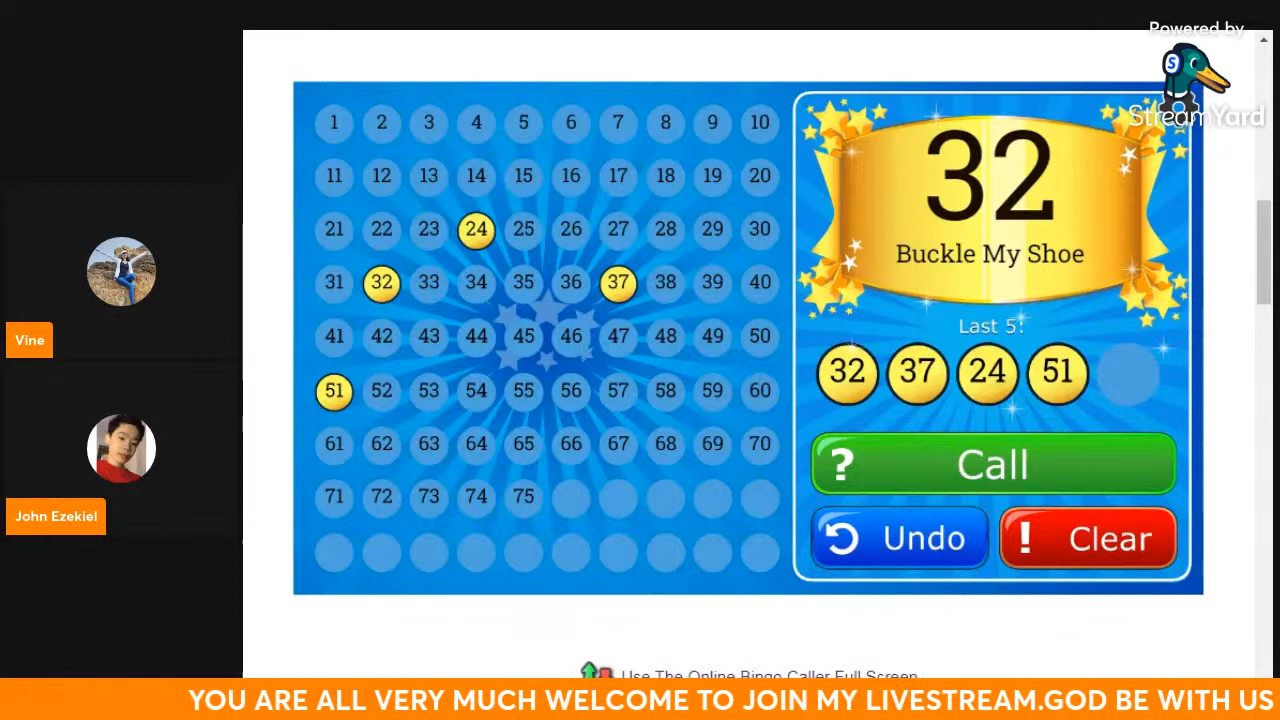 Powered by
StreamYard
1 2 3 4 5 6 7 8 9 10
11 12 13 14 15 16 17 18 19 20
21 22 23 24 25 26 27 28 29 30
31 32 33 34 35 36 37 38 39 40
41 42 43 44 45 46 47 48 49 50
51 52 53 54 55 56 57 58 59 60
61 62 63 64 65 66 67 68 69 70
71 72 73 74 75
32
Buckle My Shoe
Last 5:
32 37 24 51
? Call
Undo
! Clear
Vine
John Ezekiel
Use The Online Bingo Caller Full Screen
YOU ARE ALL VERY MUCH WELCOME TO JOIN MY LIVESTREAM.GOD BE WITH US